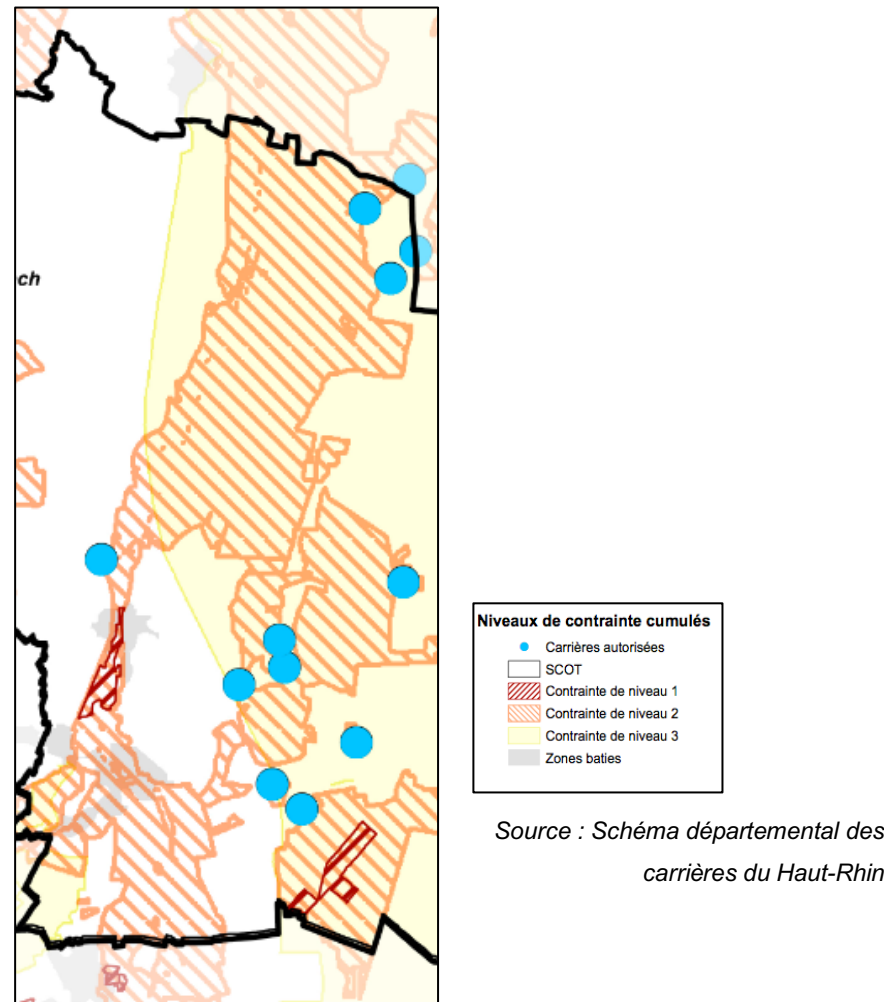 ch
Niveaux de contrainte cumulés
Carrières autorisées
SCOT
Contrainte de niveau 1
Contrainte de niveau 2
Contrainte de niveau 3
Zones baties
Source : Schéma départemental des
carrières du Haut-Rhin